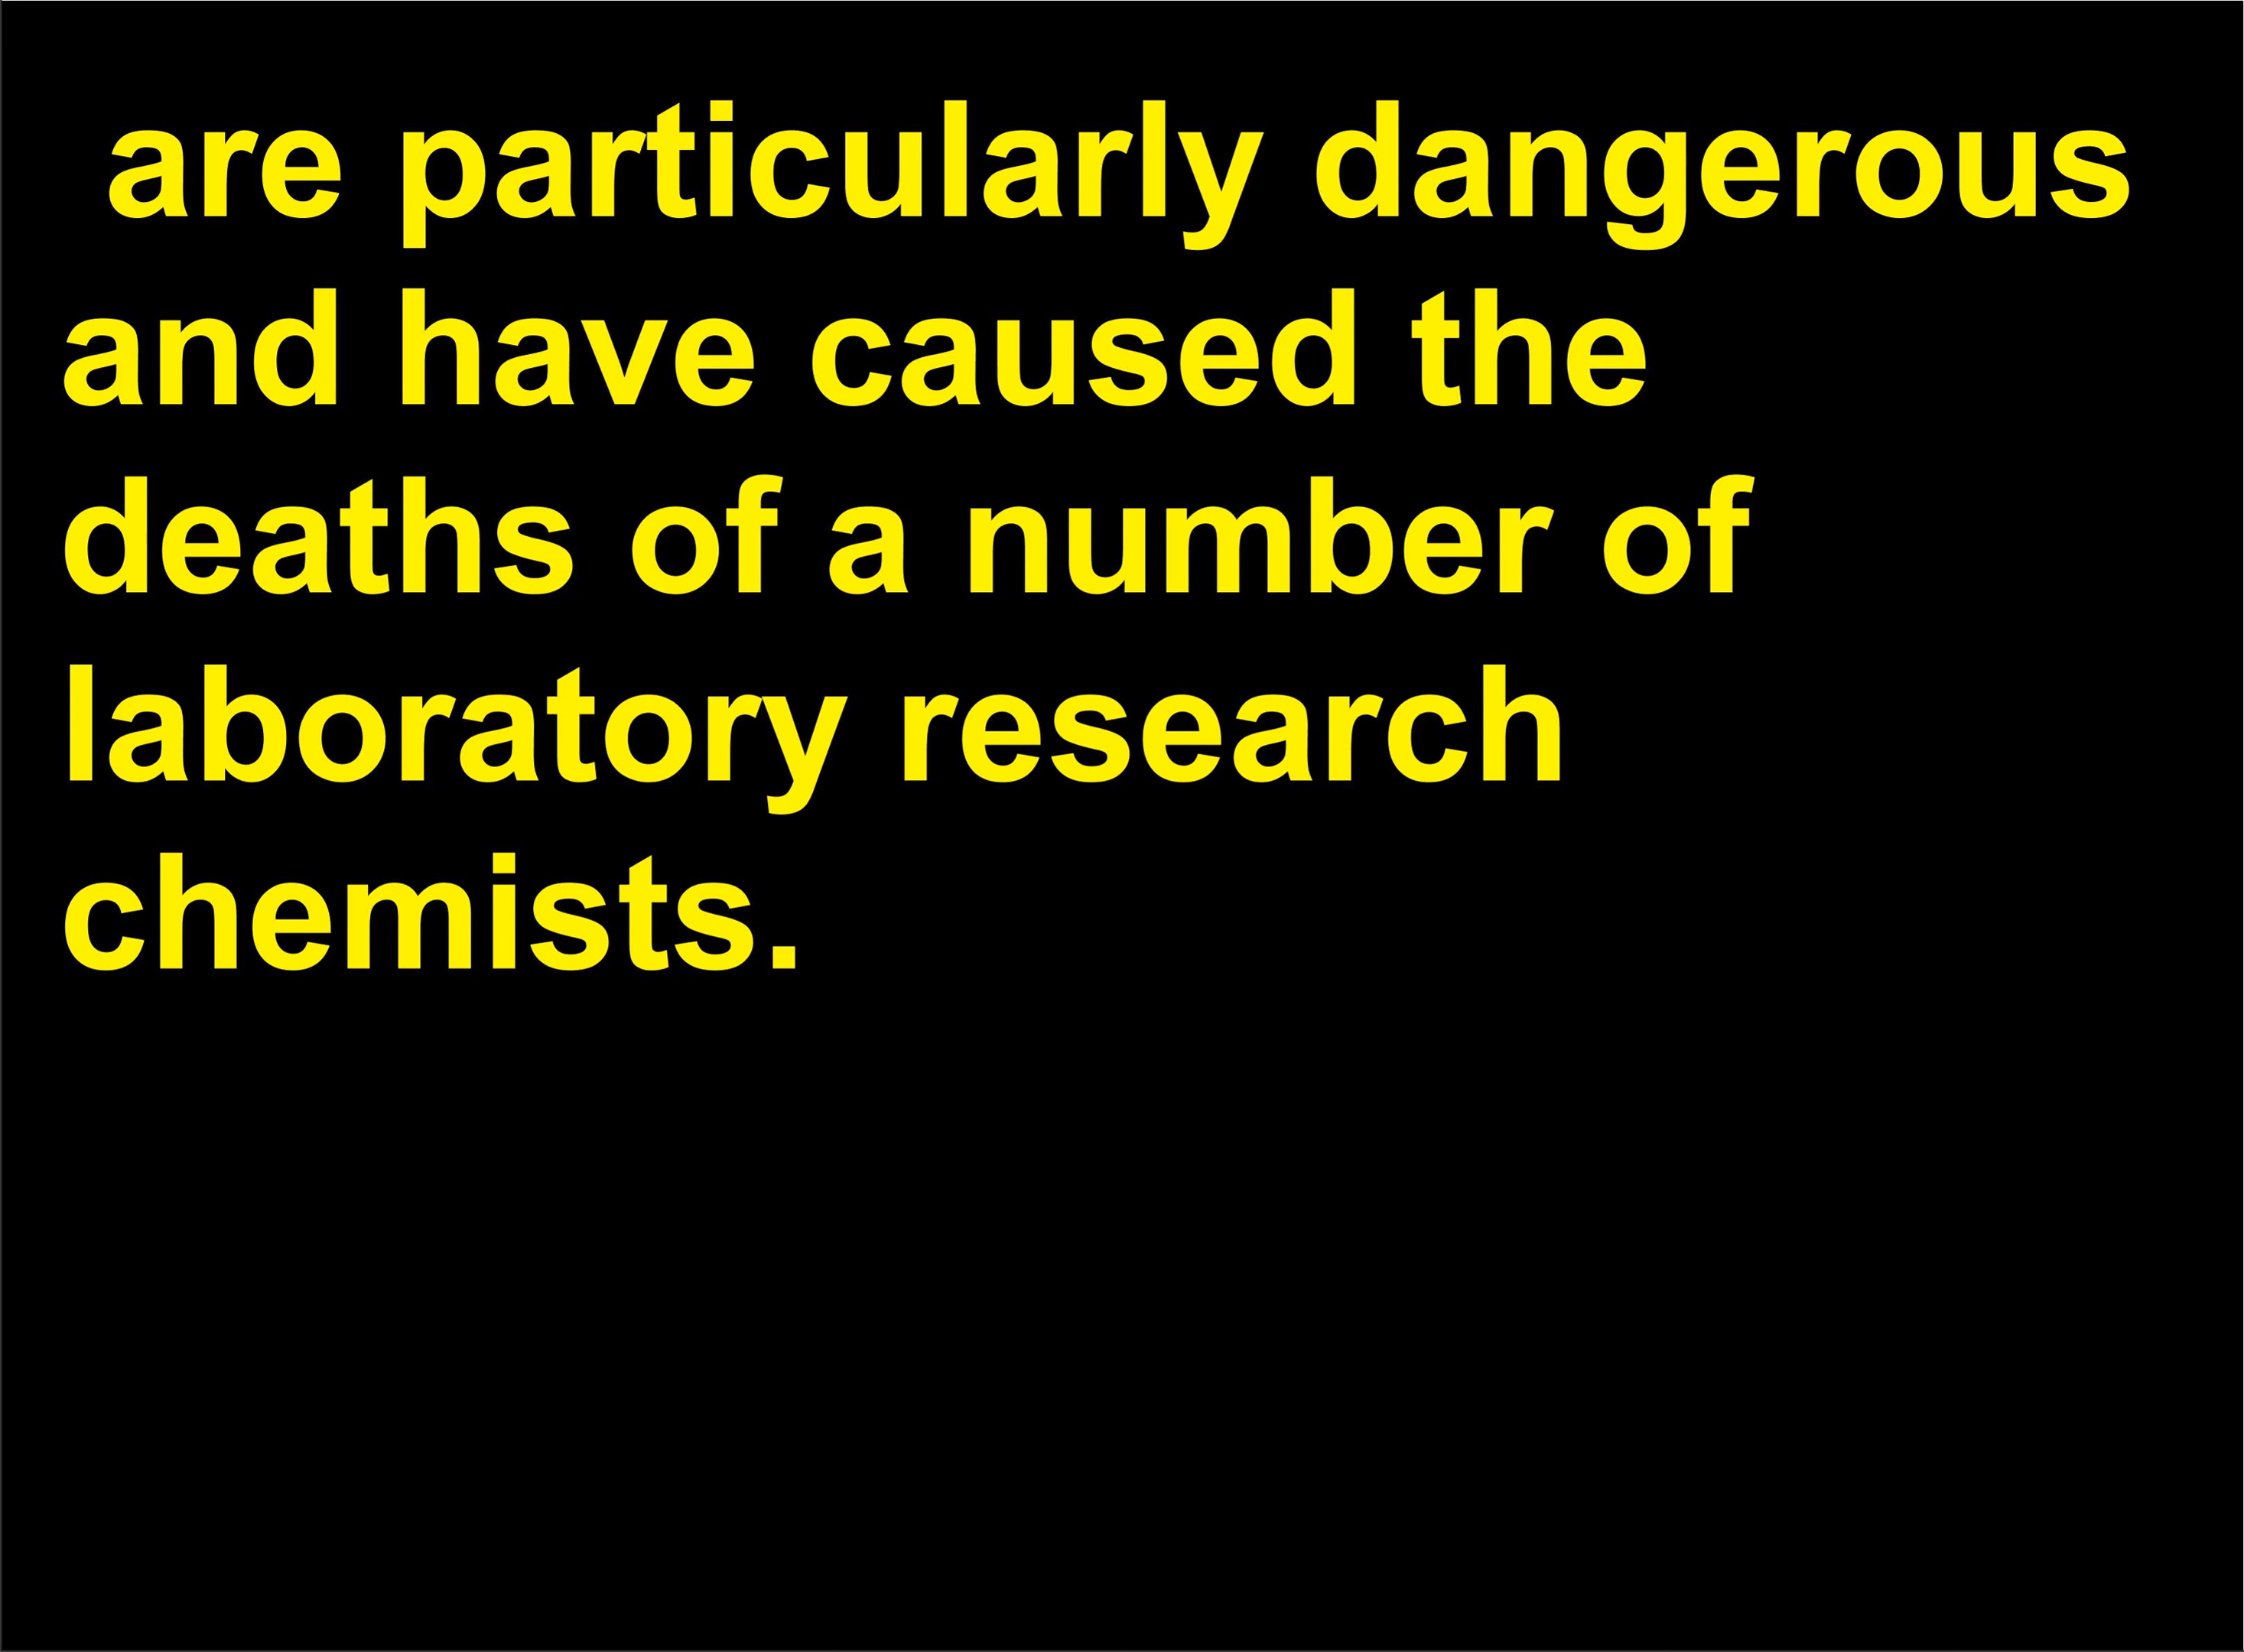 are particularly dangerous
and have caused the
deaths of a number of
laboratory research
chemists.